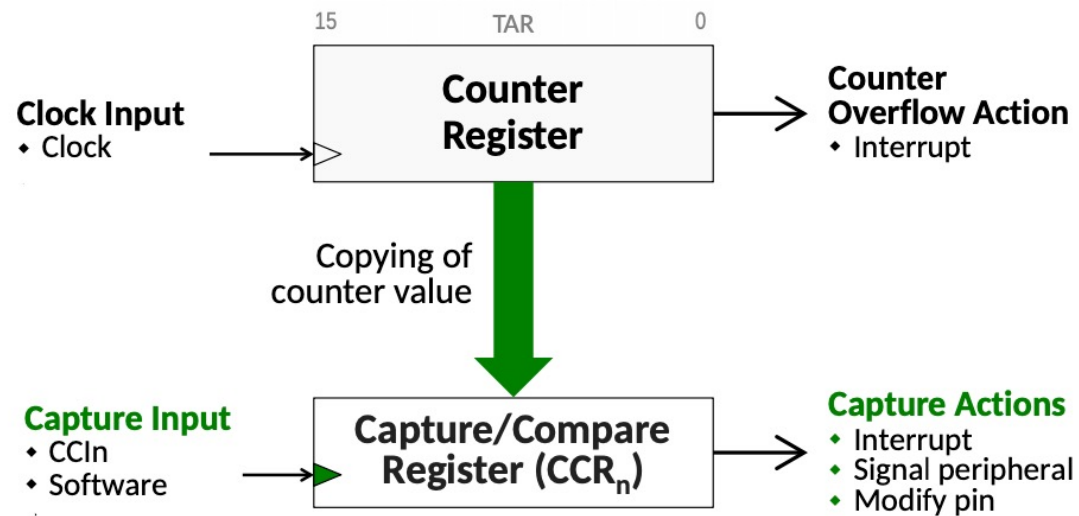 15 TAR 0
Counter
Register
Clock Input
◆ Clock
Counter
Overflow Action
◆ Interrupt
Copying of
counter value
Capture Input
◆ CCIn
◆ Software
Capture/Compare
Register (CCRn)
Capture Actions
◆ Interrupt
◆ Signal peripheral
◆ Modify pin